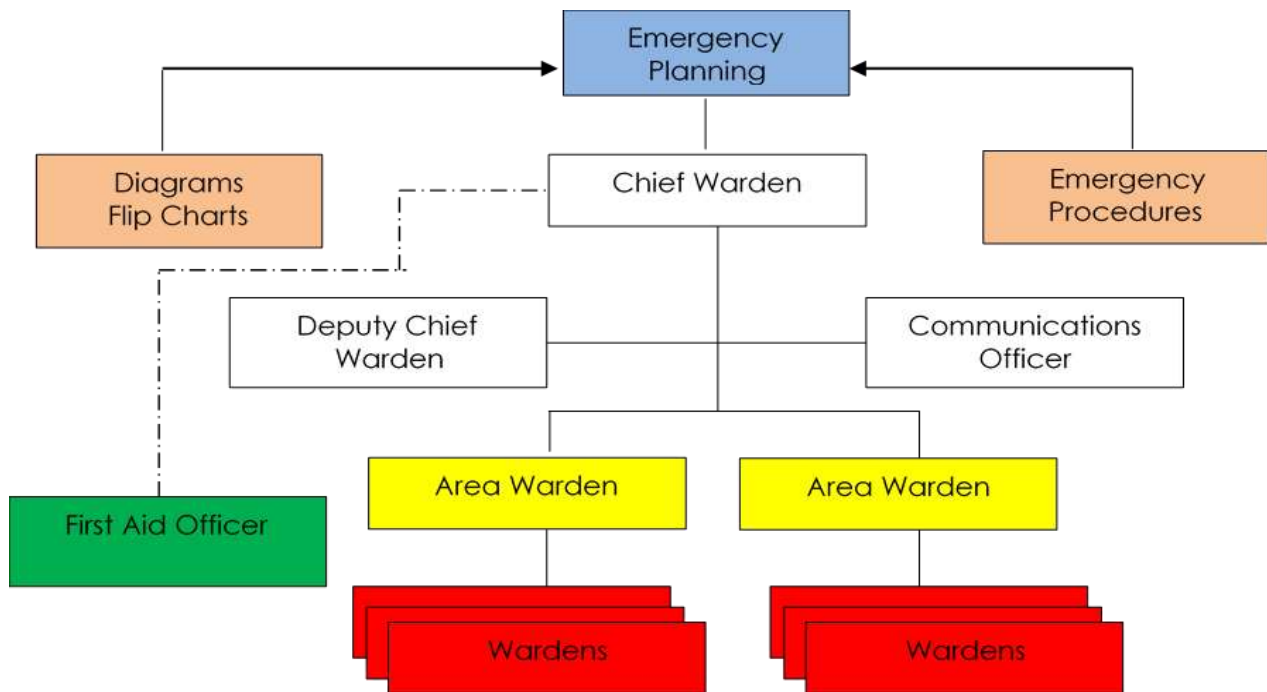 Emergency
Planning
Diagrams
Flip Charts
Chief Warden
Emergency
Procedures
Deputy Chief
Warden
Communications
Officer
Area Warden
Area Warden
First Aid Officer
Wardens
Wardens